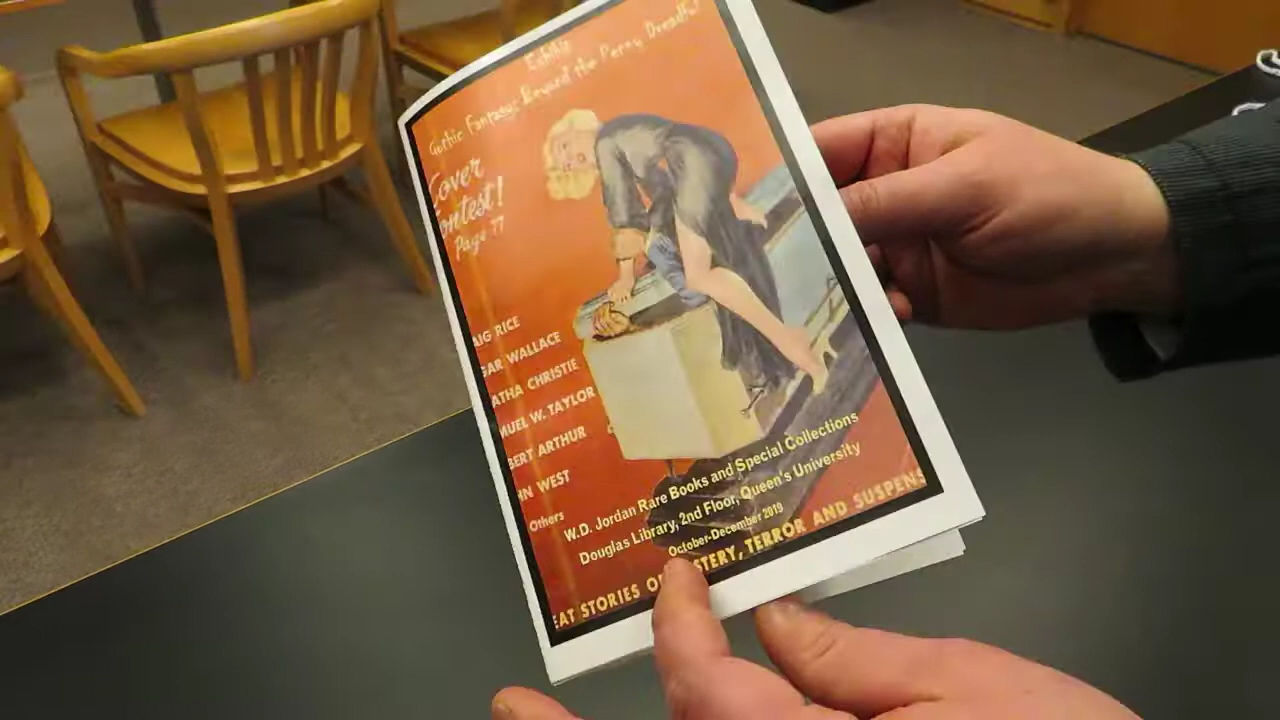 Exhibit
Gothic Fantasy: Beyond the Penny Dreadful
Cover
Contest!
Page 77
AIG RICE
GAR WALLACE
ATHA CHRISTIE
MUEL W. TAYLOR
BERT ARTHUR
HN WEST
Others
W.D. Jordan Rare Books and Special Collections
Douglas Library, 2nd Floor, Queen's University
October-December 2019
EAT STORIES O STERY, TERROR AND SUSPENS